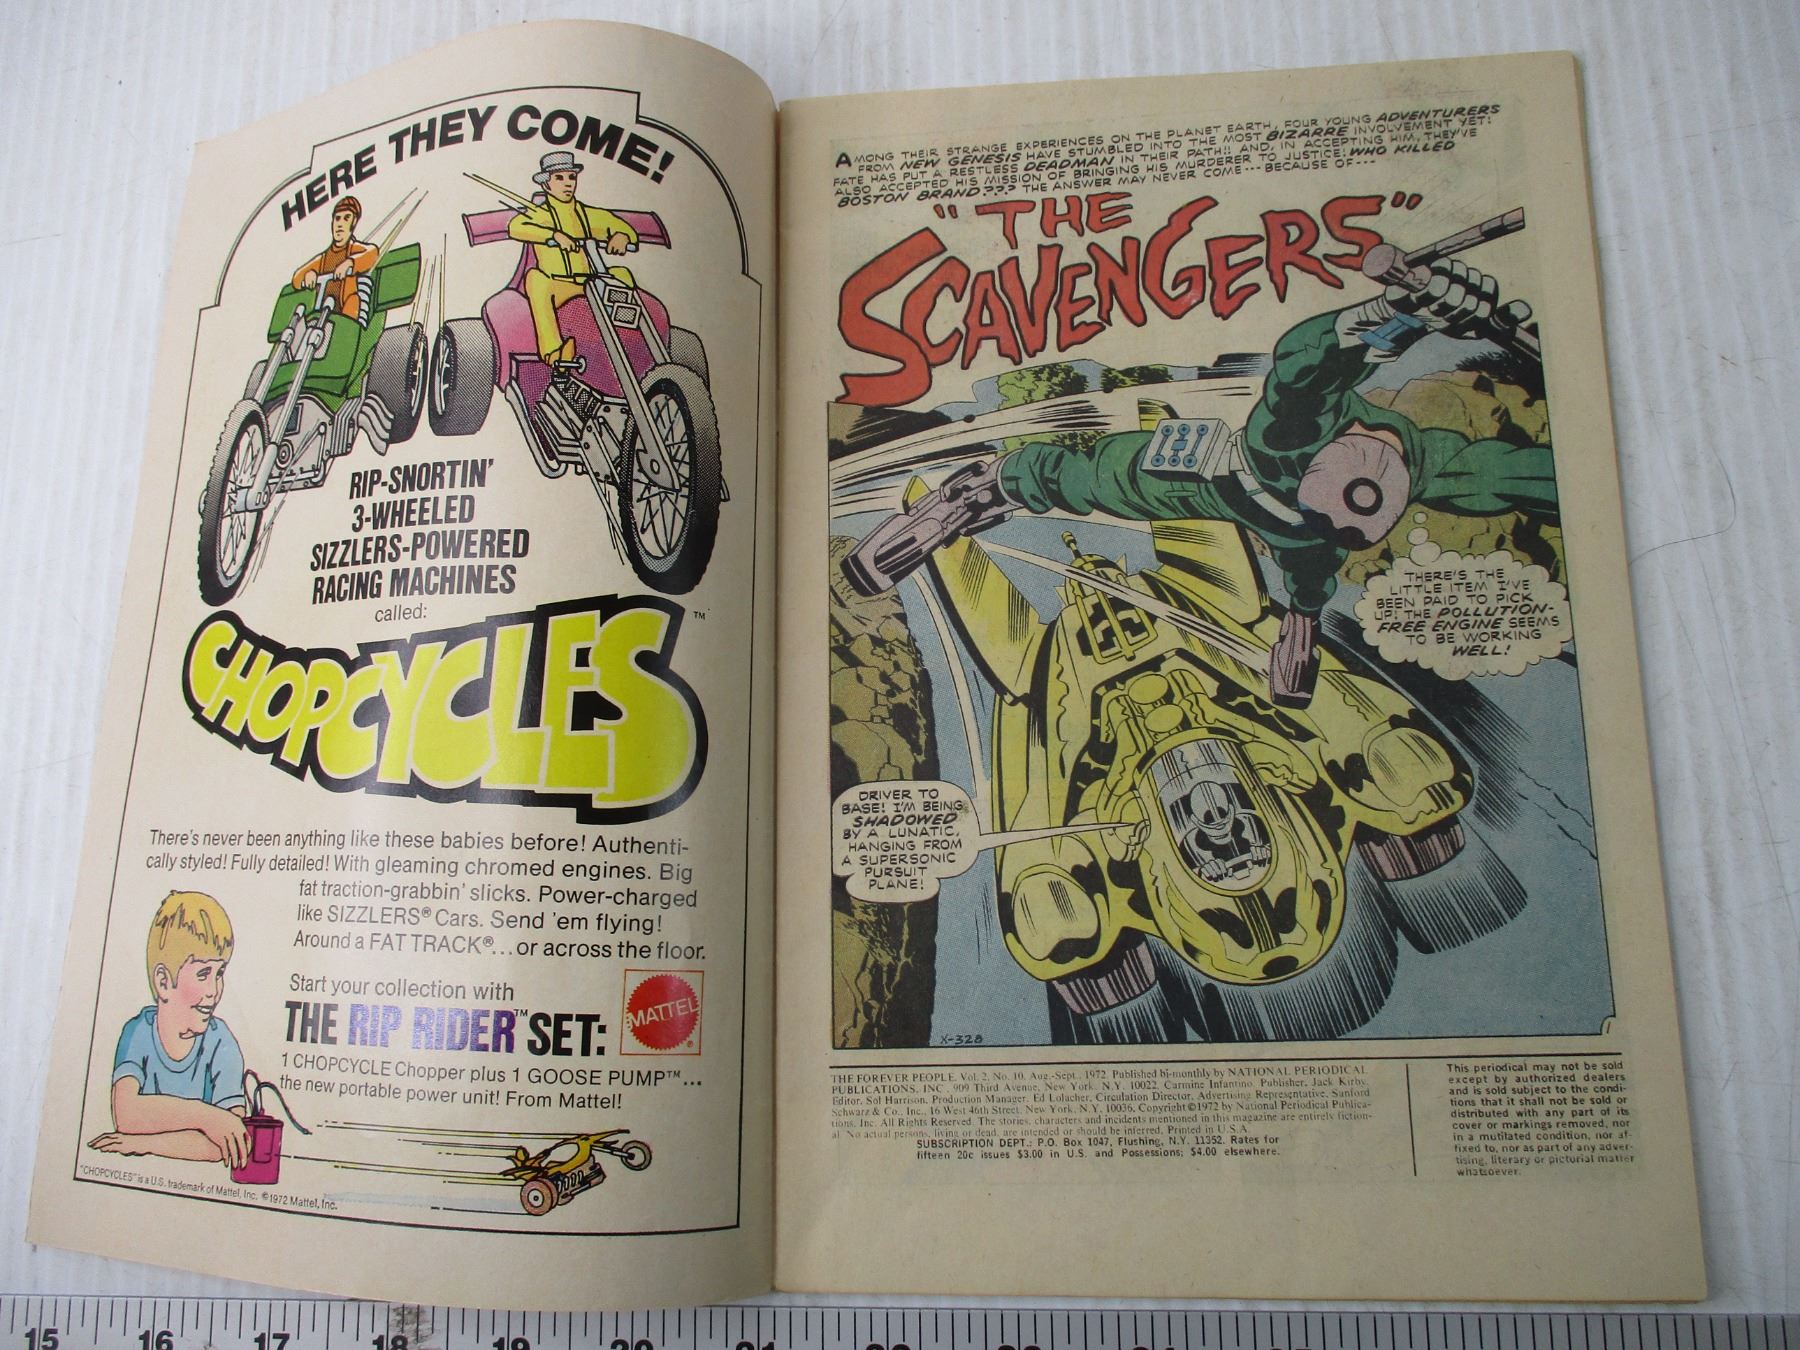 HERE THEY COME!
RIP-SNORTIN'
3-WHEELED
SIZZLERS-POWERED
RACING MACHINES
called:
CHOPCYCLES™
There's never been anything like these babies before! Authenti-
cally styled! Fully detailed! With gleaming chromed engines. Big
fat traction-grabbin' slicks. Power-charged
like SIZZLERS® Cars. Send 'em flying!
Around a FAT TRACK®...or across the floor.
Start your collection with
THE RIP RIDER™ SET:
MATTEL®
1 CHOPCYCLE Chopper plus 1 GOOSE PUMP™...
the new portable power unit! From Mattel!
"CHOPCYCLES" is a U.S. trademark of Mattel, Inc. ©1972 Mattel, Inc.
AMONG THEIR STRANGE EXPERIENCES ON THE PLANET EARTH, FOUR YOUNG ADVENTURERS
FROM NEW GENESIS HAVE STUMBLED INTO THE MOST BIZARRE INVOLVEMENT YET!
FATE HAS PUT A RESTLESS DEADMAN IN THEIR PATH!! AND, IN ACCEPTING HIM, THEY'VE
ALSO ACCEPTED HIS MISSION OF BRINGING HIS MURDERER TO JUSTICE! WHO KILLED
BOSTON BRAND??? THE ANSWER MAY NEVER COME--- BECAUSE OF---
"THE
SCAVENGERS"
THERE'S THE
LITTLE ITEM I'VE
BEEN PAID TO PICK
UP! THE POLLUTION-
FREE ENGINE SEEMS
TO BE WORKING
WELL!
DRIVER TO
BASE! I'M BEING
SHADOWED
BY A LUNATIC,
HANGING FROM
A SUPERSONIC
PURSUIT
PLANE!
X-328
THE FOREVER PEOPLE, Vol. 2, No. 10, Aug.-Sept., 1972 Published bi-monthly by NATIONAL PERIODICAL
PUBLICATIONS, INC., 909 Third Avenue, New York, N.Y. 10022. Carmine Infantino, Publisher. Jack Kirby,
Editor. Sol Harrison, Production Manager. Ed Lolacher, Circulation Director, Advertising Representative, Sanford
Schwarz & Co., Inc., 16 West 46th Street, New York, N.Y. 10036. Copyright ©1972 by National Periodical Publica-
tions, Inc. All Rights Reserved. The stories, characters and incidents mentioned in this magazine are entirely fiction-
al. No actual persons, living or dead, are intended or should be inferred. Printed in U.S.A.
SUBSCRIPTION DEPT.: P.O. Box 1047, Flushing, N.Y. 11352. Rates for
fifteen 20c issues $3.00 in U.S. and Possessions; $4.00 elsewhere.
This periodical may not be sold
except by authorized dealers
and is sold subject to the condi-
tions that it shall not be sold or
distributed with any part of its
cover or markings removed, nor
in a mutilated condition, nor af-
fixed to, nor as part of any adver-
tising, literary or pictorial matter
whatsoever.
15 16 17 18 19 20 21